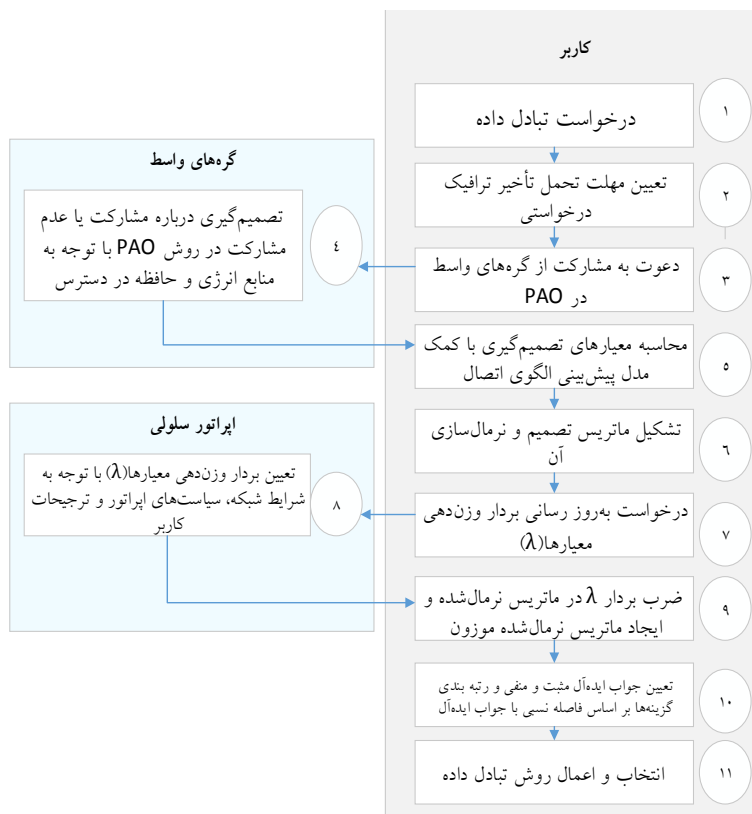 کاربر
۱
درخواست تبادل داده
۲
تعیین مهلت تحمل تأخیر ترافیک
درخواستی
۳
دعوت به مشارکت از گره‌های واسط
در PAO
گره‌های واسط
٤
تصمیم‌گیری درباره مشارکت یا عدم
مشارکت در روش PAO با توجه به
منابع انرژی و حافظه در دسترس
٥
محاسبه معیارهای تصمیم‌گیری با کمک
مدل پیش‌بینی الگوی اتصال
٦
تشکیل ماتریس تصمیم و نرمال‌سازی
آن
۷
درخواست به‌روز رسانی بردار وزن‌دهی
معیارها(λ)
اپراتور سلولی
۸
تعیین بردار وزن‌دهی معیارها(λ) با توجه به
شرایط شبکه، سیاست‌های اپراتور و ترجیحات
کاربر
۹
ضرب بردار λ در ماتریس نرمال‌شده و
ایجاد ماتریس نرمال‌شده موزون
۱۰
تعیین جواب ایده‌آل مثبت و منفی و رتبه بندی
گزینه‌ها بر اساس فاصله نسبی با جواب ایده‌آل
۱۱
انتخاب و اعمال روش تبادل داده